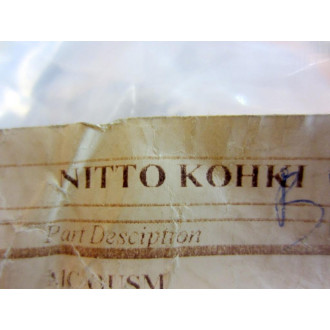 NITTO KOHKI
Part Desciption